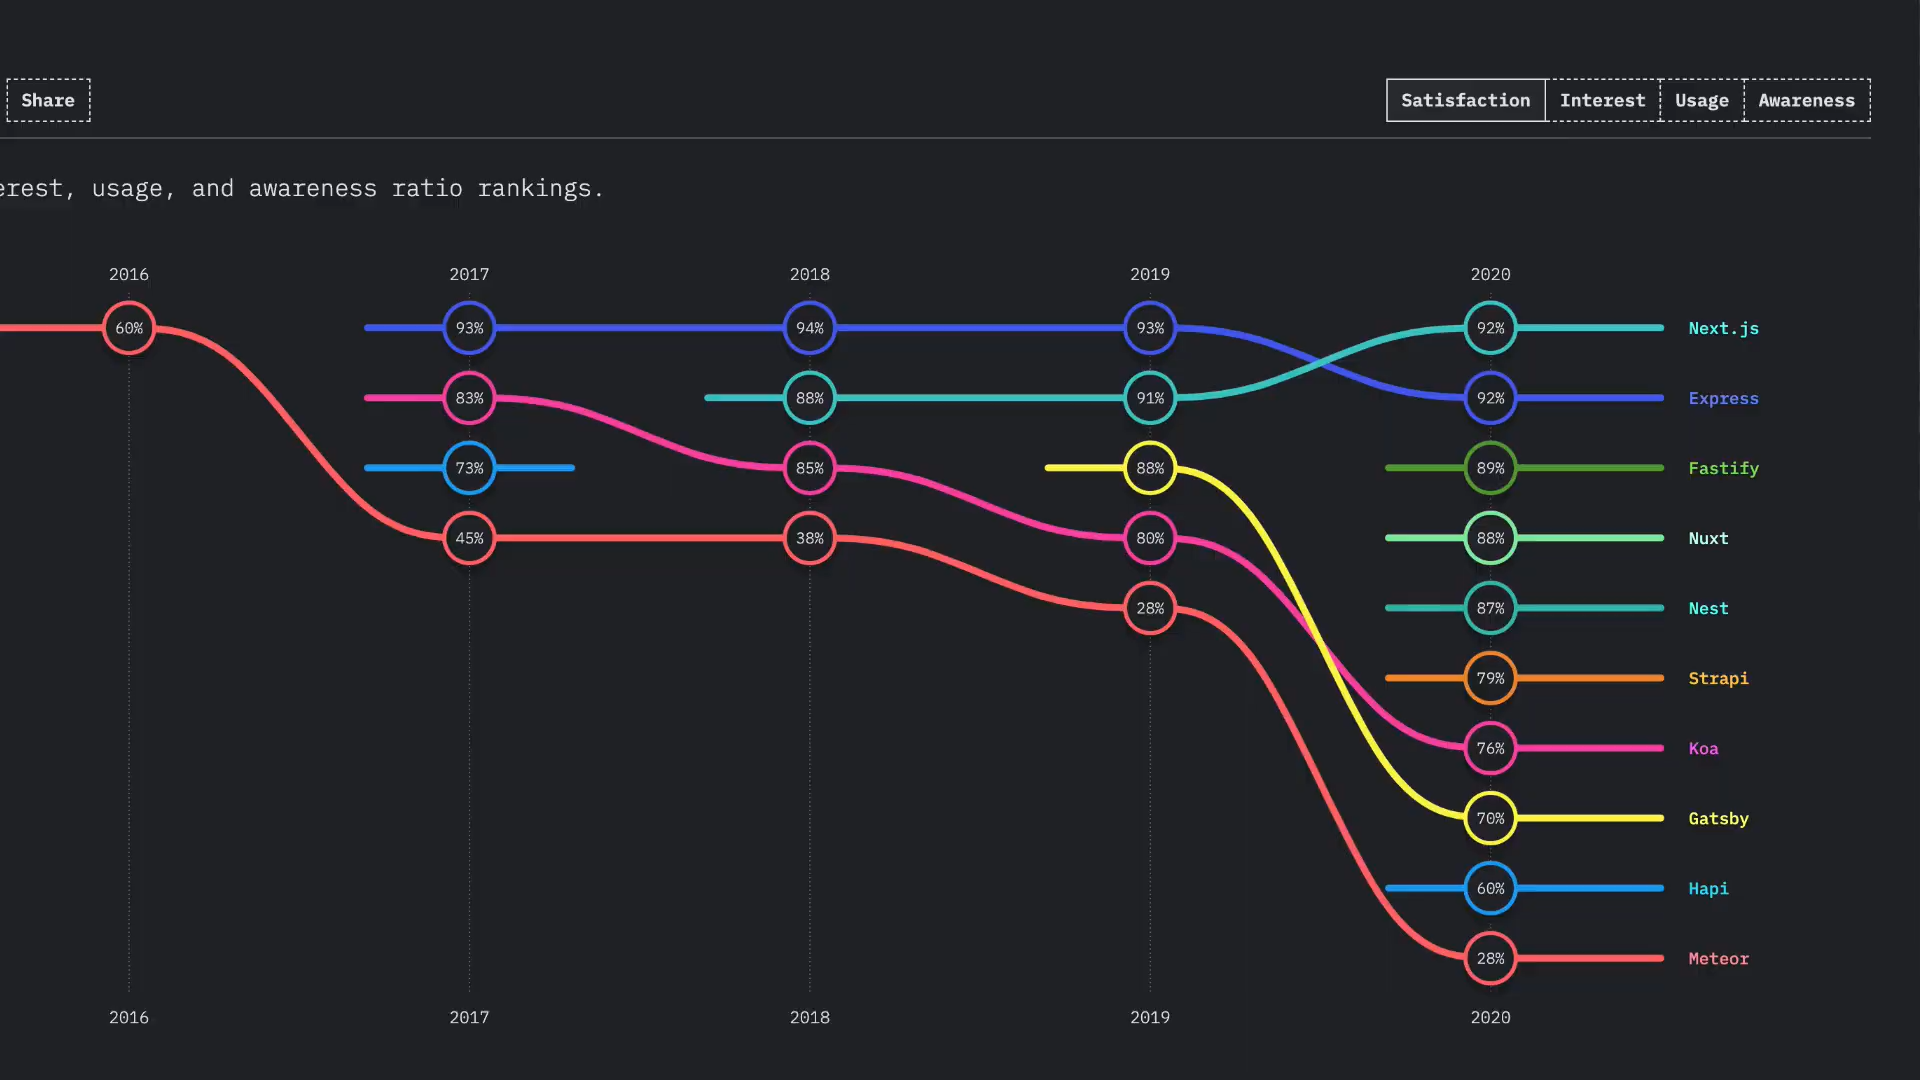 Share
Satisfaction Interest Usage Awareness
erest, usage, and awareness ratio rankings.
2016 2017 2018 2019 2020
60% 93% 94% 93% 92% Next.js
83% 88% 91% 92% Express
73% 85% 88% 89% Fastify
45% 38% 80% 88% Nuxt
28% 87% Nest
79% Strapi
76% Koa
70% Gatsby
60% Hapi
28% Meteor
2016 2017 2018 2019 2020